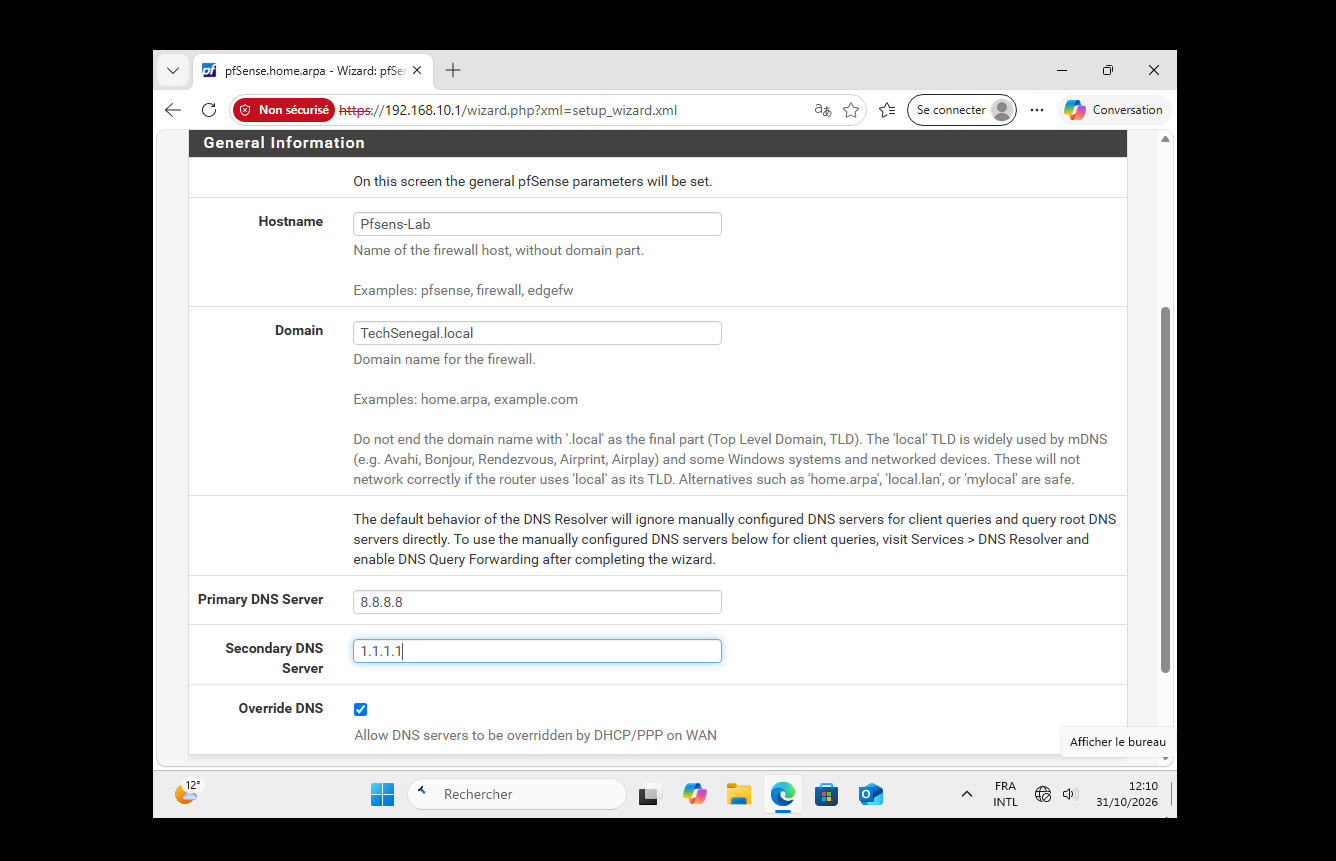 pfSense.home.arpa - Wizard: pfSen
Non sécurisé https://192.168.10.1/wizard.php?xml=setup_wizard.xml
Se connecter
Conversation
General Information
On this screen the general pfSense parameters will be set.
Hostname
Pfsens-Lab
Name of the firewall host, without domain part.
Examples: pfsense, firewall, edgefw
Domain
TechSenegal.local
Domain name for the firewall.
Examples: home.arpa, example.com
Do not end the domain name with '.local' as the final part (Top Level Domain, TLD). The 'local' TLD is widely used by mDNS
(e.g. Avahi, Bonjour, Rendezvous, Airprint, Airplay) and some Windows systems and networked devices. These will not
network correctly if the router uses 'local' as its TLD. Alternatives such as 'home.arpa', 'local.lan', or 'mylocal' are safe.
The default behavior of the DNS Resolver will ignore manually configured DNS servers for client queries and query root DNS
servers directly. To use the manually configured DNS servers below for client queries, visit Services > DNS Resolver and
enable DNS Query Forwarding after completing the wizard.
Primary DNS Server
8.8.8.8
Secondary DNS
Server
1.1.1.1
Override DNS
Allow DNS servers to be overridden by DHCP/PPP on WAN
Afficher le bureau
12°
Rechercher
FRA
INTL
12:10
31/10/2026